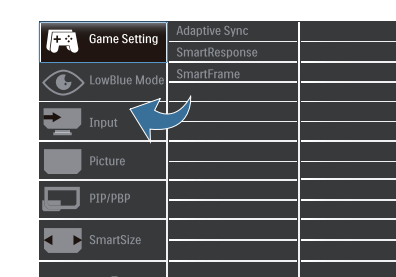 Game Setting
Adaptive Sync
SmartResponse
LowBlue Mode
SmartFrame
Input
Picture
PIP/PBP
SmartSize